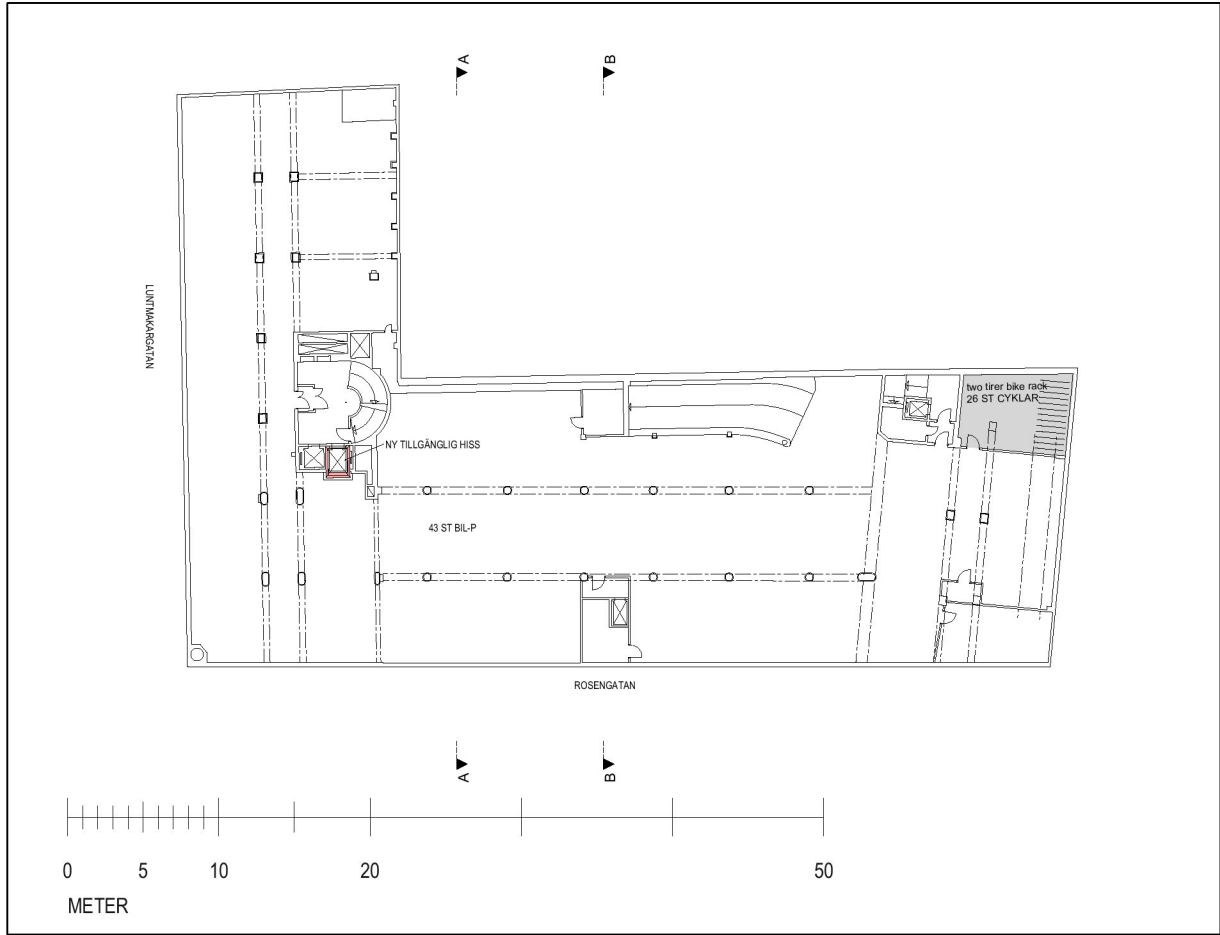 A
B
LUNTMAKARGATAN
two tirer bike rack
26 ST CYKLAR
NY TILLGÄNGLIG HISS
43 ST BIL-P
ROSENGATAN
A
B
0 5 10 20 50
METER